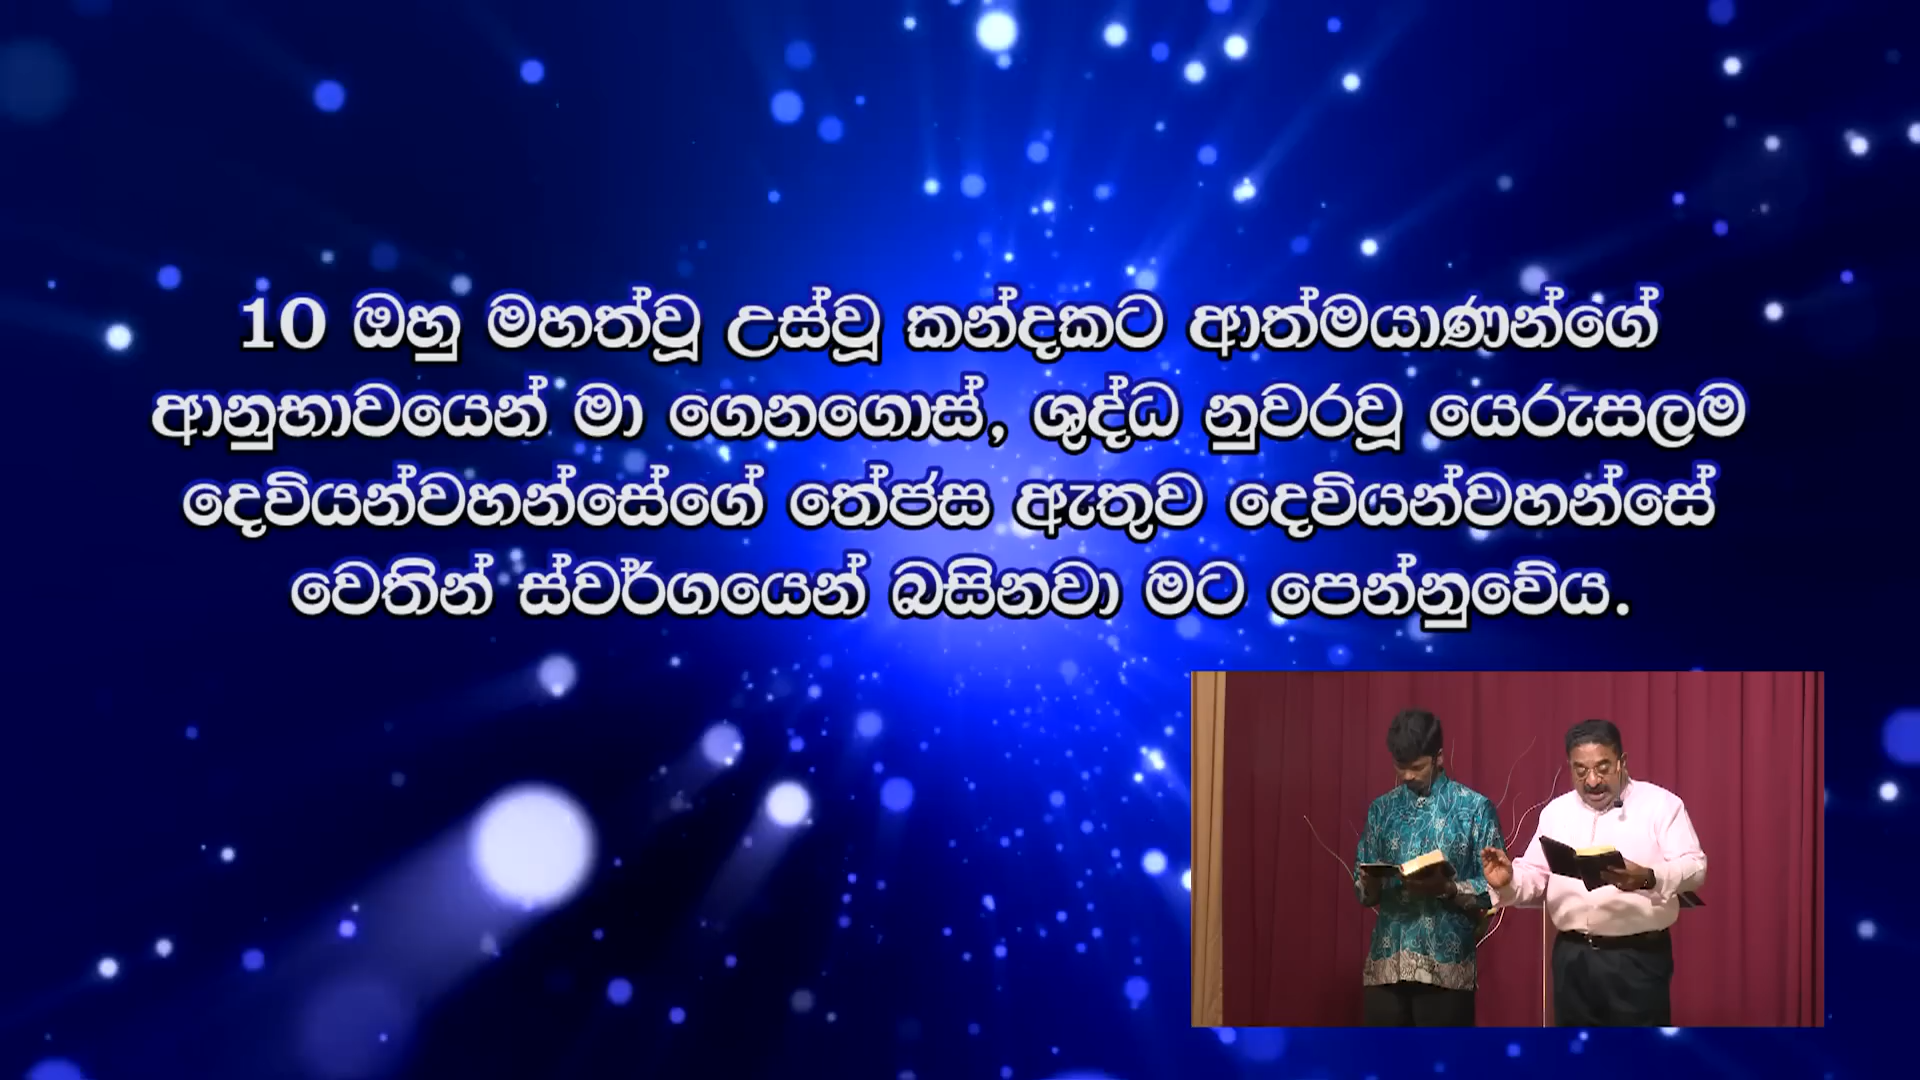 10 ඔහු මහත්වූ උස්වූ කන්දකට ආත්මයාණන්ගේ
ආනුභාවයෙන් මා ගෙනගොස්, ශුද්ධ නුවරවූ යෙරුසලම
දෙවියන්වහන්සේගේ තේජස ඇතුව දෙවියන්වහන්සේ
වෙතින් ස්වර්ගයෙන් බසිනවා මට පෙන්නුවේය.